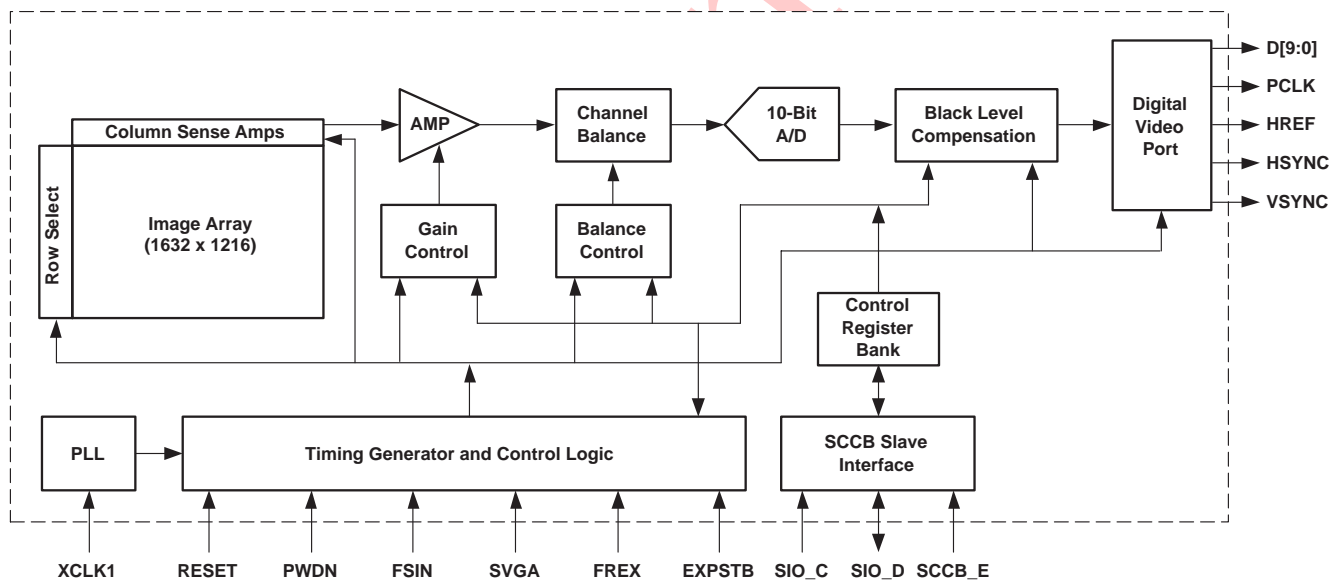 D[9:0]
PCLK
HREF
HSYNC
VSYNC
Column Sense Amps
Row Select
Image Array
(1632 x 1216)
AMP
Channel
Balance
10-Bit
A/D
Black Level
Compensation
Digital
Video
Port
Gain
Control
Balance
Control
Control
Register
Bank
PLL
Timing Generator and Control Logic
SCCB Slave
Interface
XCLK1
RESET
PWDN
FSIN
SVGA
FREX
EXPSTB
SIO_C
SIO_D
SCCB_E